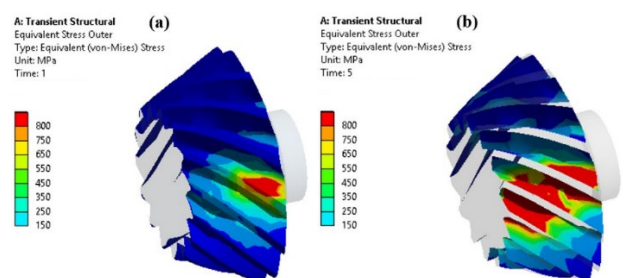 A: Transient Structural (a)
Equivalent Stress Outer
Type: Equivalent (von-Mises) Stress
Unit: MPa
Time: 1
800
750
650
550
450
350
250
150
A: Transient Structural (b)
Equivalent Stress Outer
Type: Equivalent (von-Mises) Stress
Unit: MPa
Time: 5
800
750
650
550
450
350
250
150